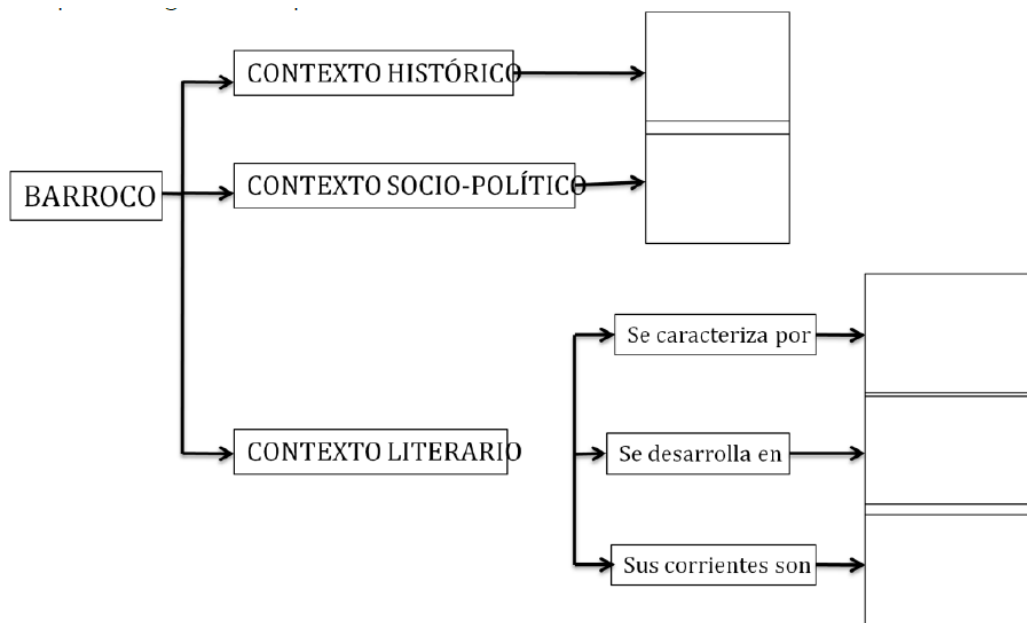 CONTEXTO HISTÓRICO
BARROCO
CONTEXTO SOCIO-POLÍTICO
Se caracteriza por
CONTEXTO LITERARIO
Se desarrolla en
Sus corrientes son